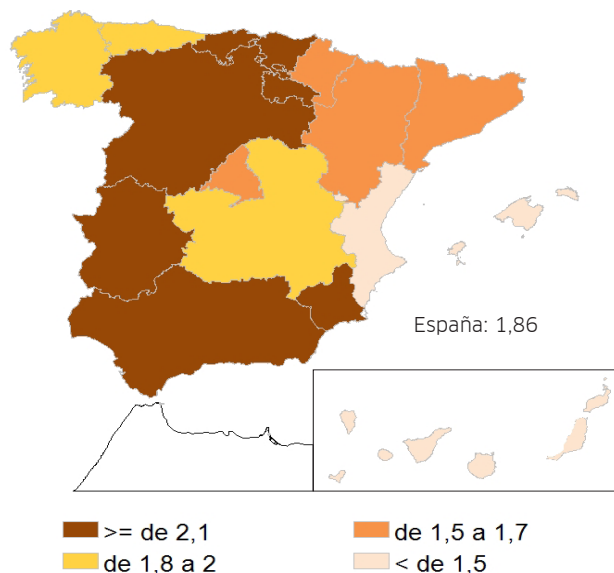 España: 1,86
>= de 2,1
de 1,5 a 1,7
de 1,8 a 2
< de 1,5